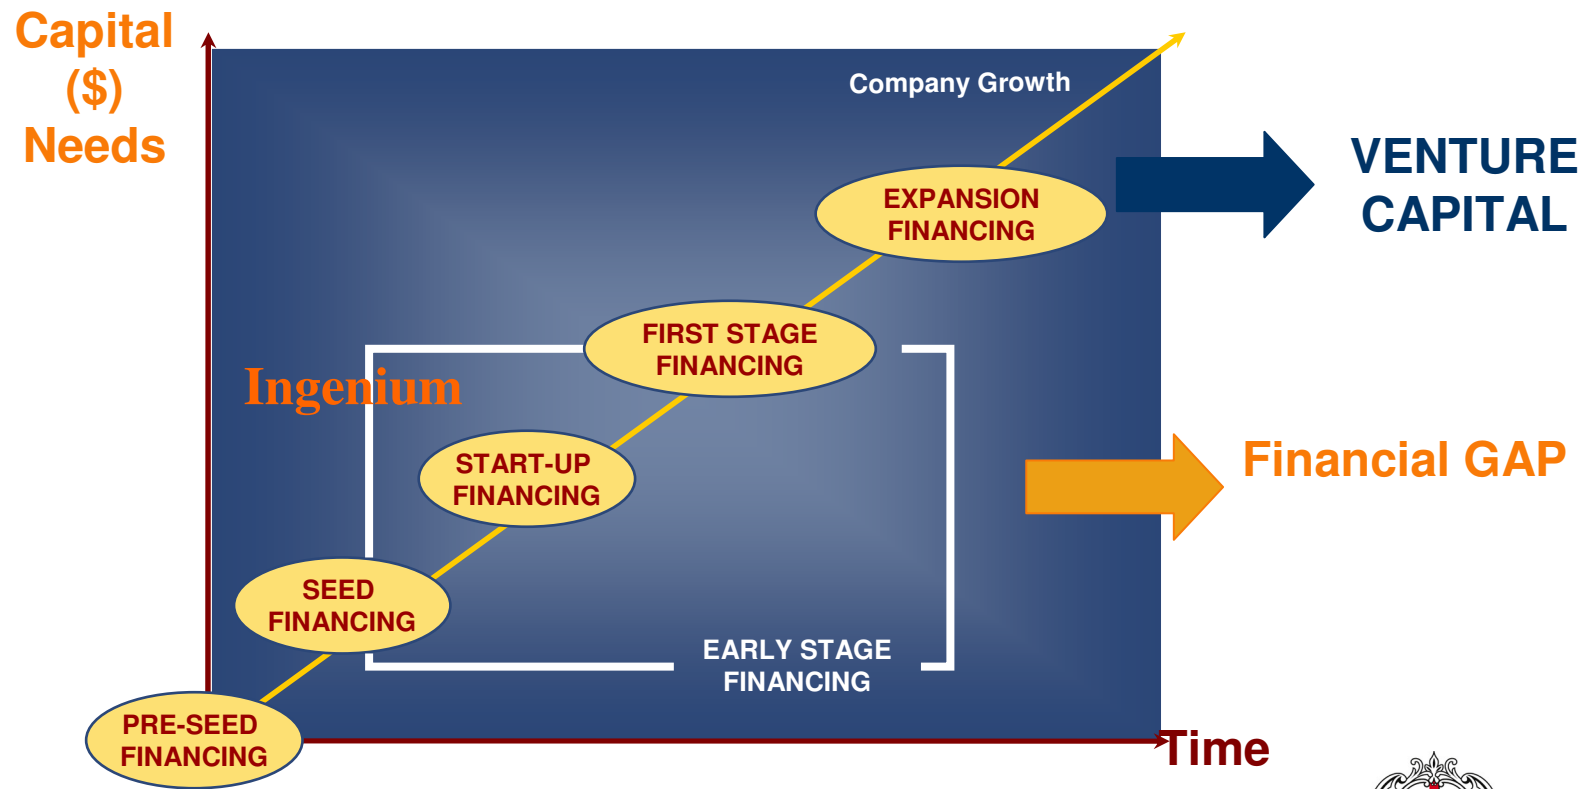 Capital
($)
Needs
Company Growth
VENTURE
CAPITAL
EXPANSION
FINANCING
FIRST STAGE
FINANCING
Ingenium
START-UP
FINANCING
Financial GAP
SEED
FINANCING
EARLY STAGE
FINANCING
PRE-SEED
FINANCING
Time